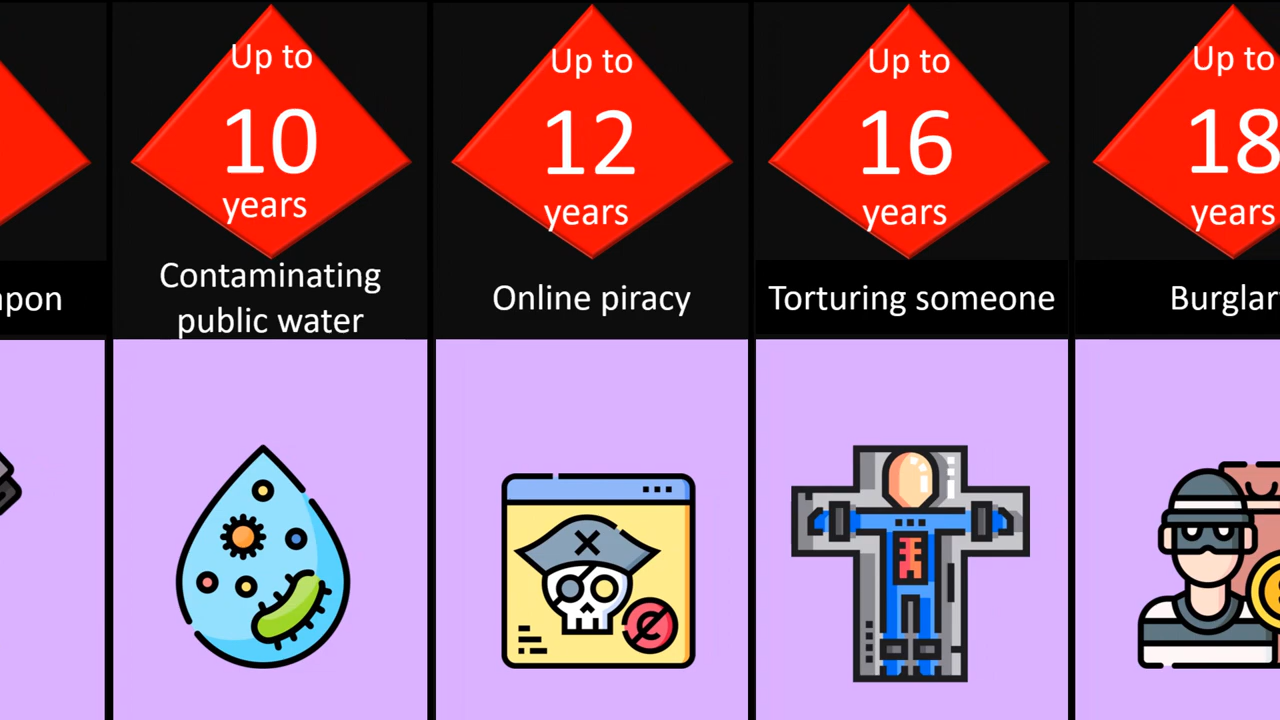 Up to
10
years
Contaminating
public water
Up to
12
years
Online piracy
Up to
16
years
Torturing someone
Up to
18
years